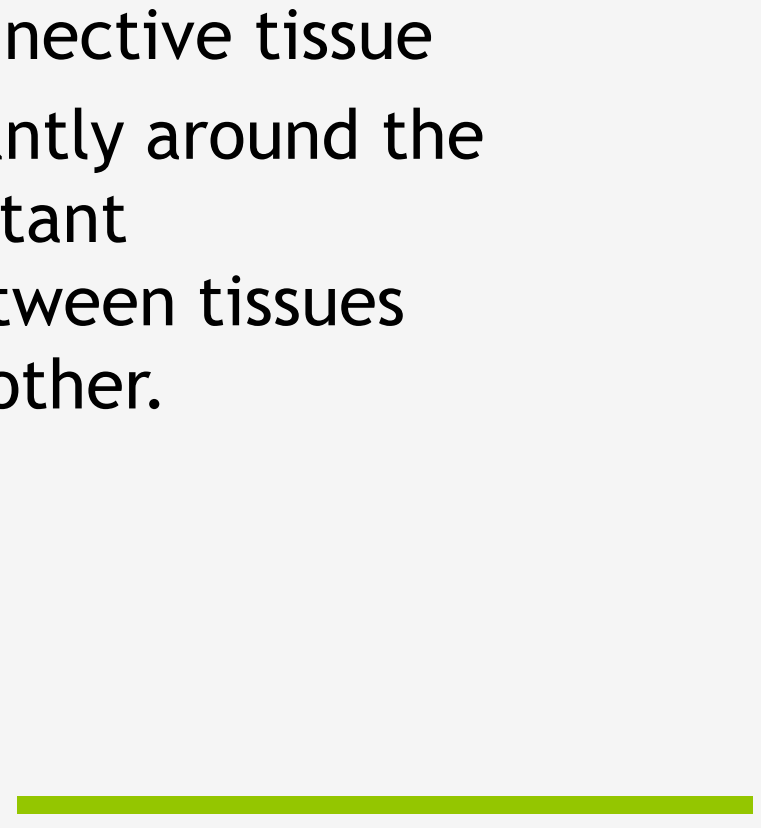 nective tissue
ntly around the
tant
tween tissues
other.